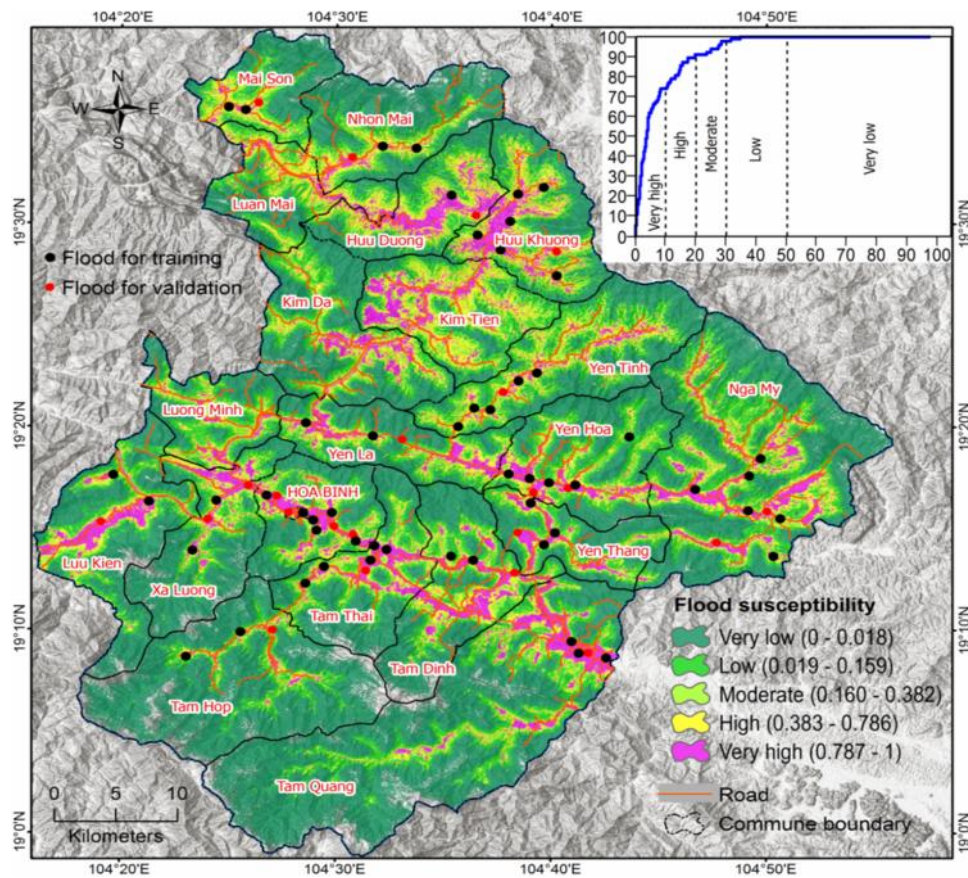 104°20'E 104°30'E 104°40'E 104°50'E
N
W E
S
100
90
80
70
60
50
40
30
20
10
0
Very high
High
Moderate
Low
Very low
0 10 20 30 40 50 60 70 80 90 100
Mai Son
Nhon Mai
Luan Mai
19°30'N
19°30'N
Huu Duong
Huu Khuong
Flood for training
Flood for validation
Kim Da
Kim Tien
Yen Tinh
Nga My
Luong Minh
19°20'N
19°20'N
Yen Hoa
Yen La
HOA BINH
Luu Kien
Yen Thang
Xa Luong
Tam Thai
19°10'N
19°10'N
Tam Dinh
Tam Hop
Tam Quang
Flood susceptibility
Very low (0 - 0.018)
Low (0.019 - 0.159)
Moderate (0.160 - 0.382)
High (0.383 - 0.786)
Very high (0.787 - 1)
Road
Commune boundary
0 5 10
Kilometers
19°0'N
19°0'N
104°20'E 104°30'E 104°40'E 104°50'E